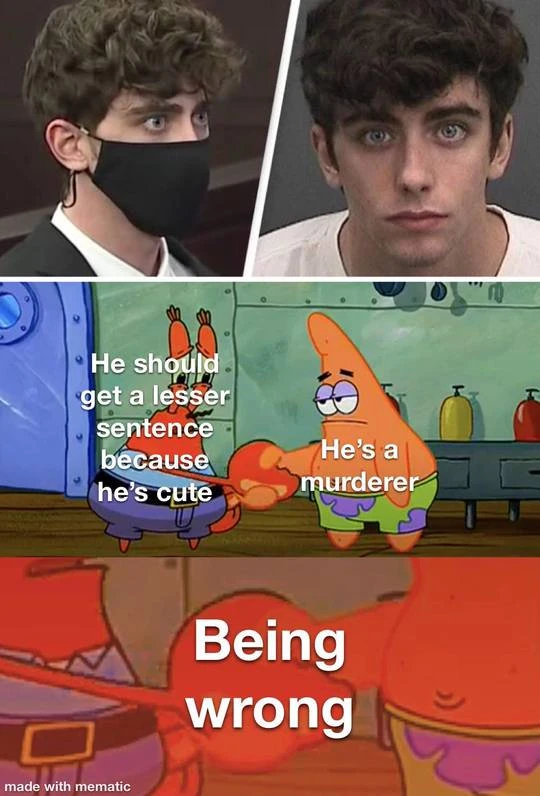 He should
get a lesser
sentence
because
he's cute
He's a
murderer
Being
wrong
made with mematic